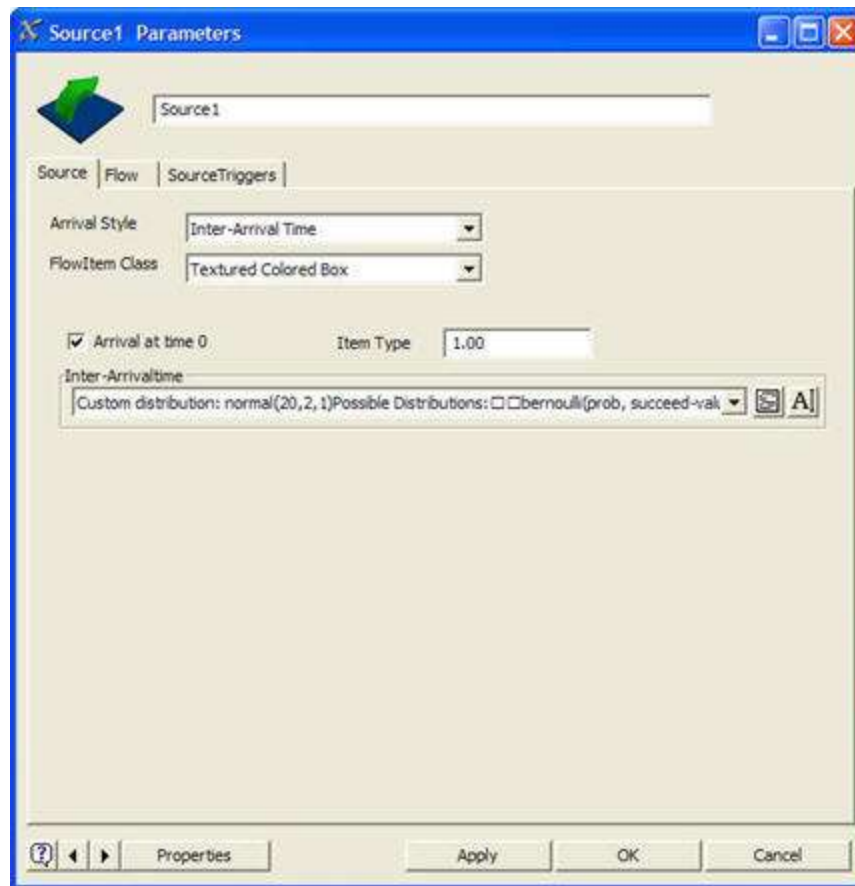 Source1 Parameters
Source1
Source Flow SourceTriggers
Arrival Style Inter-Arrival Time
FlowItem Class Textured Colored Box
Arrival at time 0 Item Type 1.00
Inter-Arrivaltime
Custom distribution: normal(20,2,1)Possible Distributions: □ □bernoulli(prob, succeed-val A
? Properties Apply OK Cancel